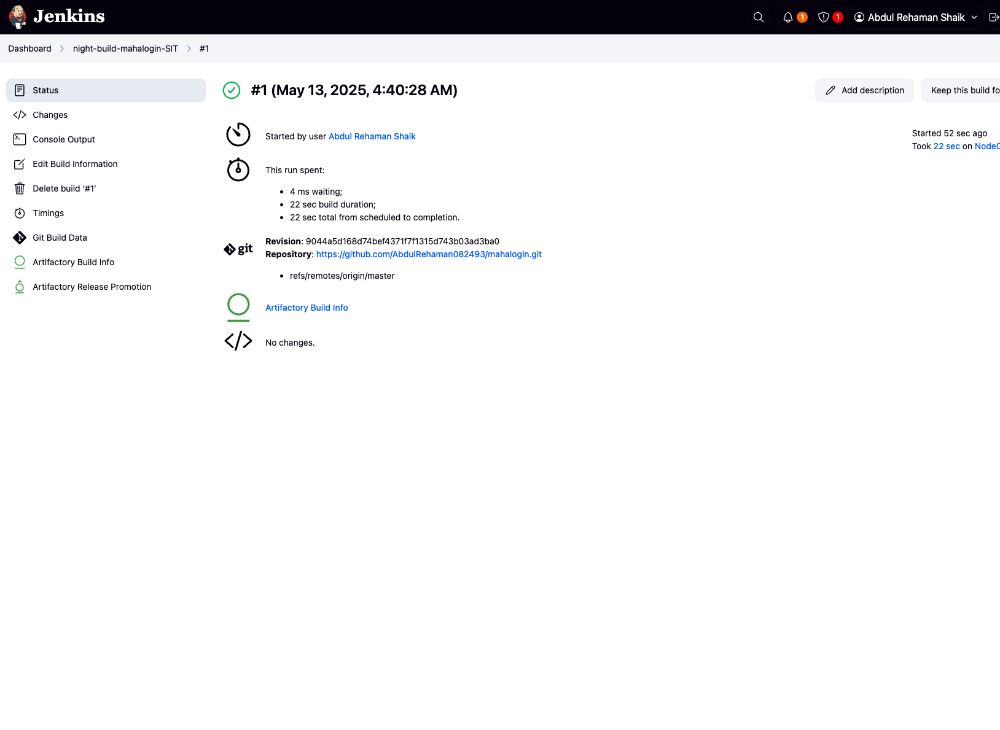 Jenkins
1
1
Abdul Rehaman Shaik
Dashboard
night-build-mahalogin-SIT
#1
Status
Changes
Console Output
Edit Build Information
Delete build ‘#1’
Timings
Git Build Data
Artifactory Build Info
Artifactory Release Promotion
#1 (May 13, 2025, 4:40:28 AM)
Add description
Keep this build fo
Started by user Abdul Rehaman Shaik
Started 52 sec ago
Took 22 sec on Node0
This run spent:
4 ms waiting;
22 sec build duration;
22 sec total from scheduled to completion.
git
Revision: 9044a5d168d74bef4371f7f1315d743b03ad3ba0
Repository: https://github.com/AbdulRehaman082493/mahalogin.git
refs/remotes/origin/master
Artifactory Build Info
No changes.